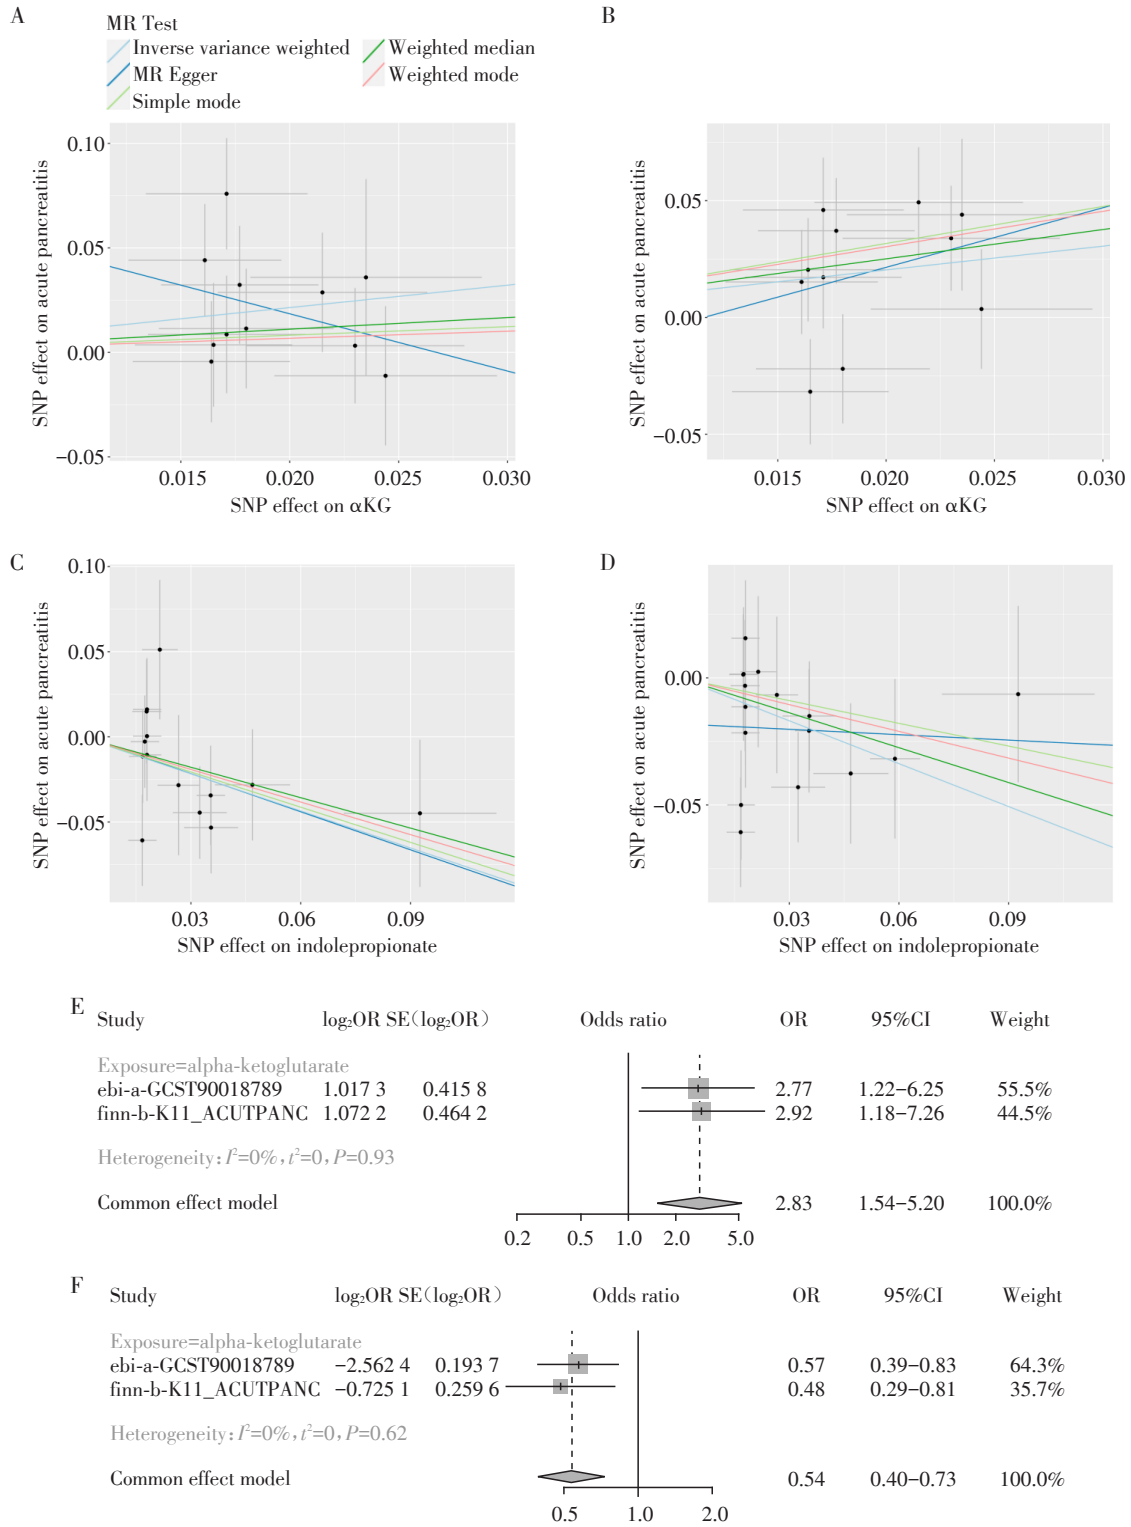 A
MR Test
Inverse variance weighted
Weighted median
MR Egger
Weighted mode
Simple mode
0.10
0.05
0.00
−0.05
SNP effect on acute pancreatitis
0.015 0.020 0.025 0.030
SNP effect on αKG
B
0.05
0.00
−0.05
SNP effect on acute pancreatitis
0.015 0.020 0.025 0.030
SNP effect on αKG
C
0.10
0.05
0.00
−0.05
SNP effect on acute pancreatitis
0.03 0.06 0.09
SNP effect on indolepropionate
D
0.00
−0.05
SNP effect on acute pancreatitis
0.03 0.06 0.09
SNP effect on indolepropionate
E
Study log₂OR SE(log₂OR) Odds ratio OR 95%CI Weight
Exposure=alpha-ketoglutarate
ebi-a-GCST90018789 1.017 3 0.415 8 2.77 1.22−6.25 55.5%
finn-b-K11_ACUTPANC 1.072 2 0.464 2 2.92 1.18−7.26 44.5%
Heterogeneity: I²=0%, t²=0, P=0.93
Common effect model 2.83 1.54−5.20 100.0%
0.2 0.5 1.0 2.0 5.0
F
Study log₂OR SE(log₂OR) Odds ratio OR 95%CI Weight
Exposure=alpha-ketoglutarate
ebi-a-GCST90018789 −2.562 4 0.193 7 0.57 0.39−0.83 64.3%
finn-b-K11_ACUTPANC −0.725 1 0.259 6 0.48 0.29−0.81 35.7%
Heterogeneity: I²=0%, t²=0, P=0.62
Common effect model 0.54 0.40−0.73 100.0%
0.5 1.0 2.0